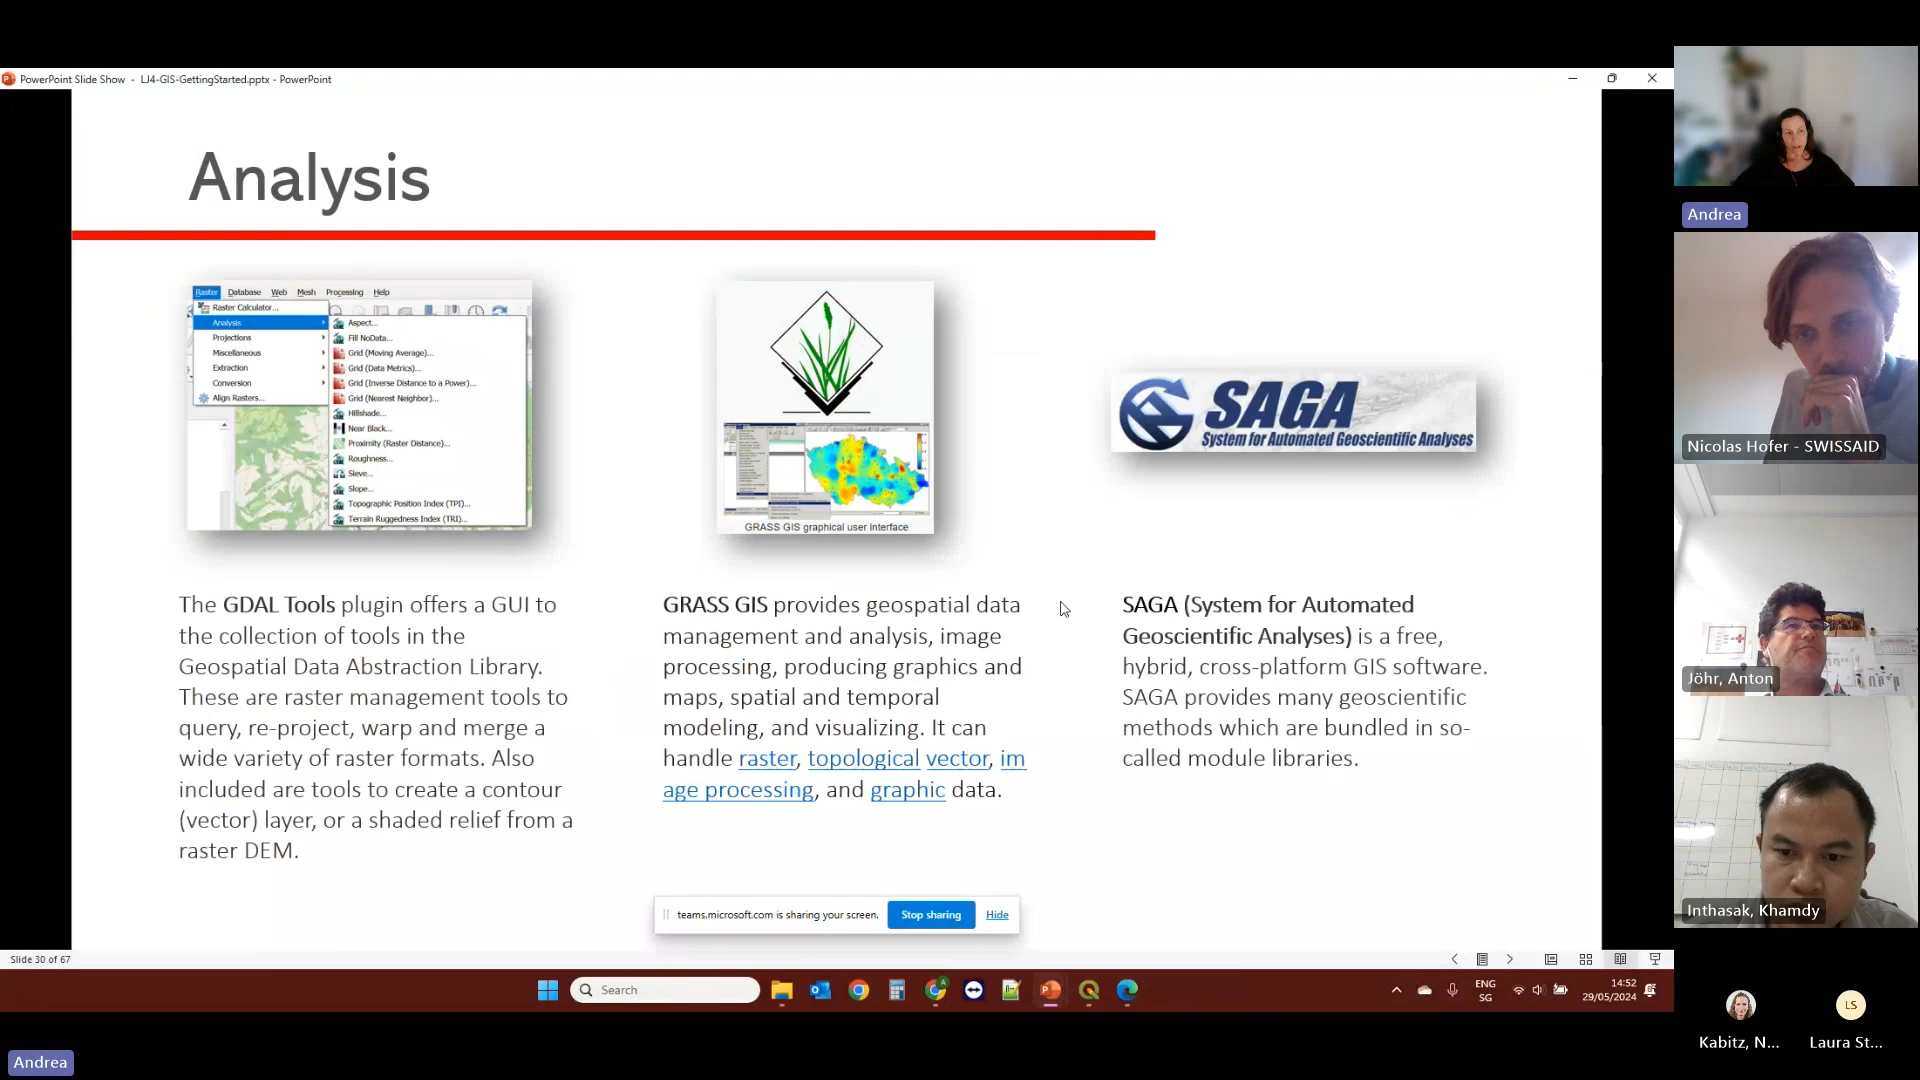 PowerPoint Slide Show - LJ4-GIS-GettingStarted.pptx - PowerPoint
Analysis
Raster Database Web Mesh Processing Help
Raster Calculator...
Analysis
Projections
Miscellaneous
Extraction
Conversion
Align Rasters...
Aspect...
Fill NoData...
Grid (Moving Average)...
Grid (Data Metrics)...
Grid (Inverse Distance to a Power)...
Grid (Nearest Neighbor)...
Hillshade...
Near Black...
Proximity (Raster Distance)...
Roughness...
Sieve...
Slope...
Topographic Position Index (TPI)...
Terrain Ruggedness Index (TRI)...
GRASS GIS graphical user interface
SAGA
System for Automated Geoscientific Analyses
The GDAL Tools plugin offers a GUI to
the collection of tools in the
Geospatial Data Abstraction Library.
These are raster management tools to
query, re-project, warp and merge a
wide variety of raster formats. Also
included are tools to create a contour
(vector) layer, or a shaded relief from a
raster DEM.
GRASS GIS provides geospatial data
management and analysis, image
processing, producing graphics and
maps, spatial and temporal
modeling, and visualizing. It can
handle raster, topological vector, im
age processing, and graphic data.
SAGA (System for Automated
Geoscientific Analyses) is a free,
hybrid, cross-platform GIS software.
SAGA provides many geoscientific
methods which are bundled in so-
called module libraries.
teams.microsoft.com is sharing your screen. Stop sharing Hide
Slide 30 of 67
Search
ENG
SG
14:52
29/05/2024
Andrea
Nicolas Hofer - SWISSAID
Jöhr, Anton
Inthasak, Khamdy
LS
Kabitz, N... Laura St...
Andrea